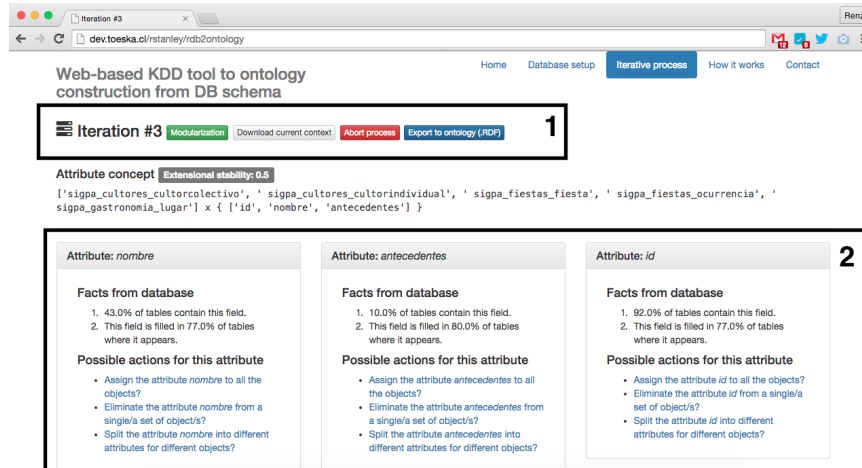 Iteration #3
Renz
dev.toeska.cl/rstanley/rdb2ontology
12
6
Home Database setup Iterative process How it works Contact
Web-based KDD tool to ontology
construction from DB schema
Iteration #3 Modularization Download current context Abort process Export to ontology (.RDF) 1
Attribute concept Extensional stability: 0.5
['sigpa_cultores_cultorcolectivo', ' sigpa_cultores_cultorindividual', ' sigpa_fiestas_fiesta', ' sigpa_fiestas_ocurrencia', '
sigpa_gastronomia_lugar'] x { ['id', 'nombre', 'antecedentes'] }
2
Attribute: nombre
Facts from database
1. 43.0% of tables contain this field.
2. This field is filled in 77.0% of tables
where it appears.
Possible actions for this attribute
• Assign the attribute nombre to all the
objects?
• Eliminate the attribute nombre from a
single/a set of object/s?
• Split the attribute nombre into different
attributes for different objects?
Attribute: antecedentes
Facts from database
1. 10.0% of tables contain this field.
2. This field is filled in 80.0% of tables
where it appears.
Possible actions for this attribute
• Assign the attribute antecedentes to all
the objects?
• Eliminate the attribute antecedentes from
a single/a set of object/s?
• Split the attribute antecedentes into
different attributes for different objects?
Attribute: id
Facts from database
1. 92.0% of tables contain this field.
2. This field is filled in 77.0% of tables
where it appears.
Possible actions for this attribute
• Assign the attribute id to all the objects?
• Eliminate the attribute id from a single/a
set of object/s?
• Split the attribute id into different
attributes for different objects?